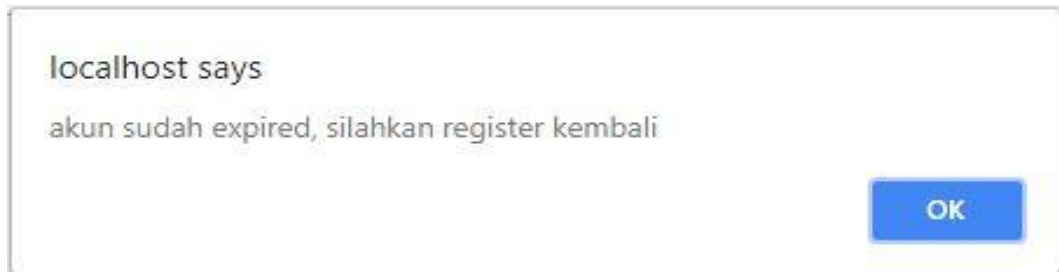 localhost says
akun sudah expired, silahkan register kembali
OK